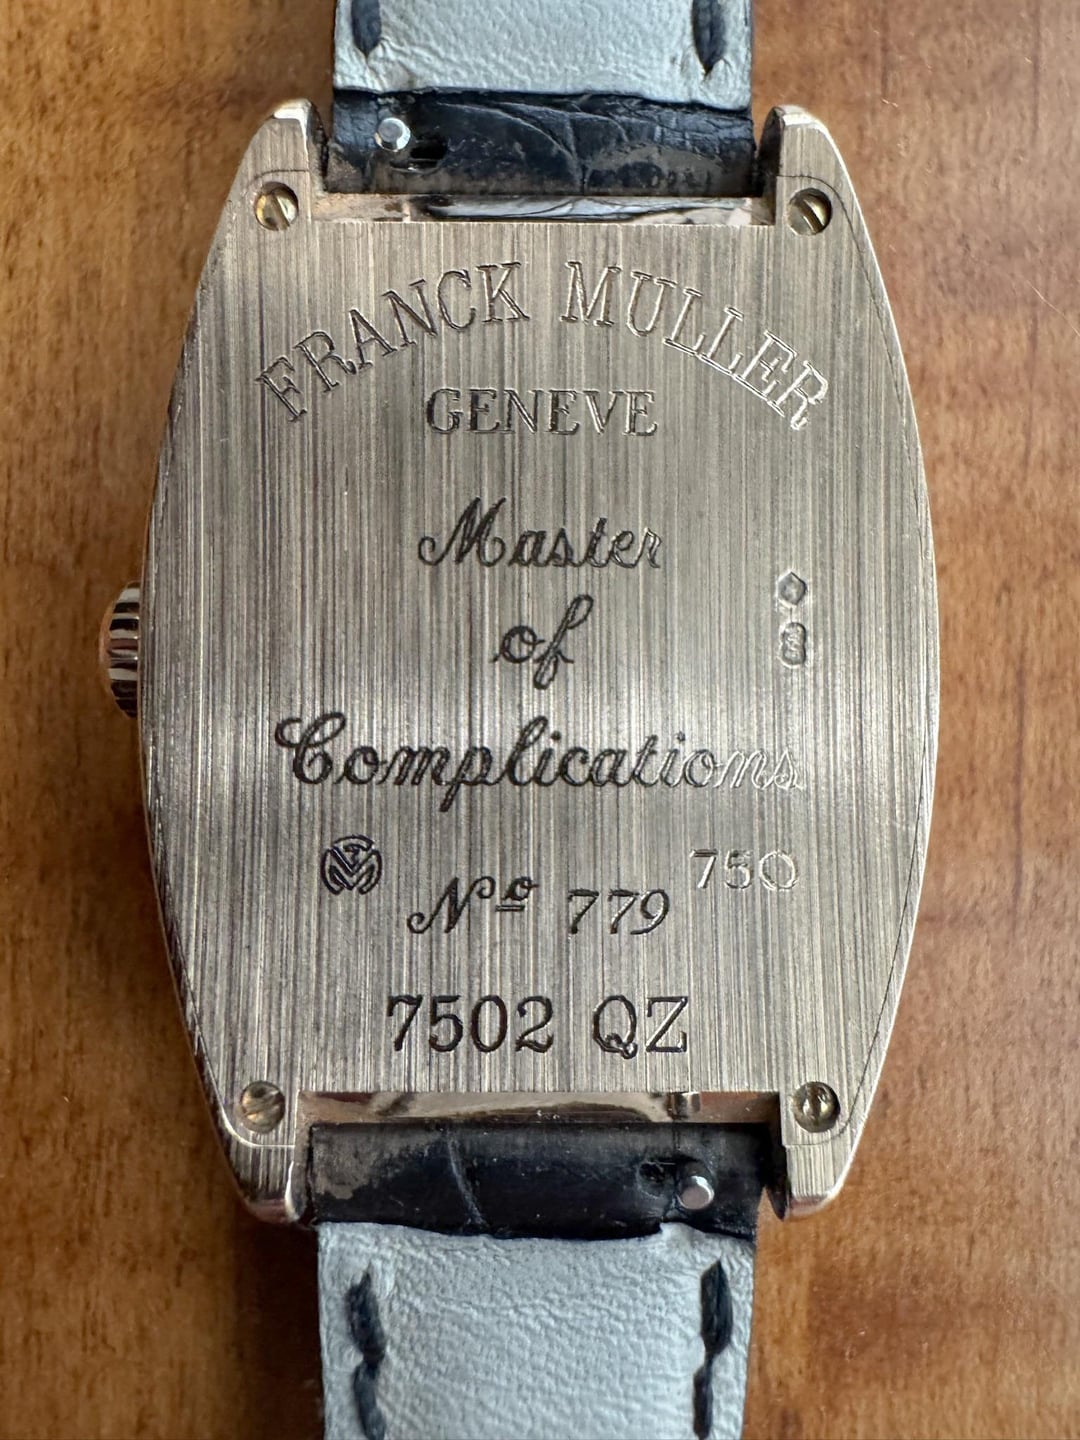 FRANCK MULLER
GENEVE
Master
of
Complications
750
Nº 779
7502 QZ